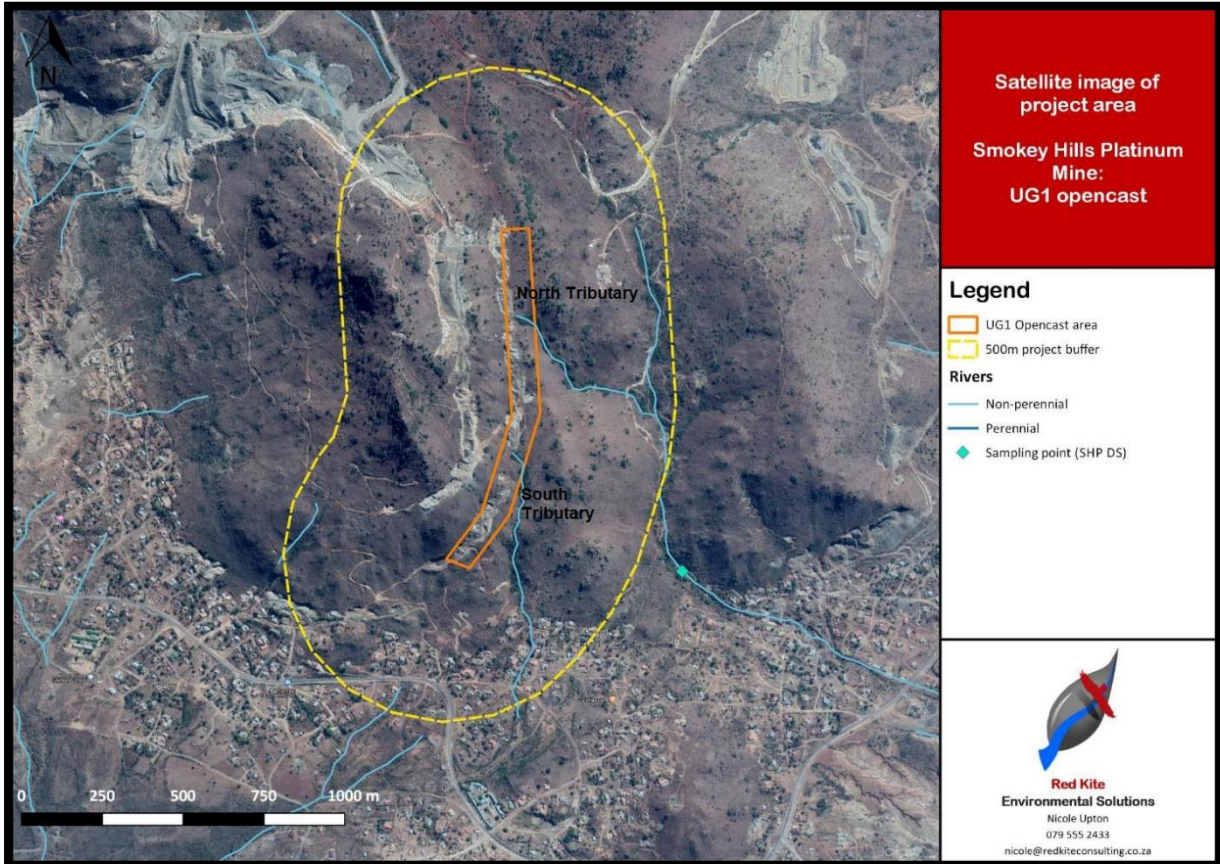 N
North Tributary
South
Tributary
0 250 500 750 1000 m
Satellite image of
project area
Smokey Hills Platinum
Mine:
UG1 opencast
Legend
UG1 Opencast area
500m project buffer
Rivers
Non-perennial
Perennial
Sampling point (SHP DS)
Red Kite
Environmental Solutions
Nicole Upton
079 555 2433
nicole@redkiteconsulting.co.za